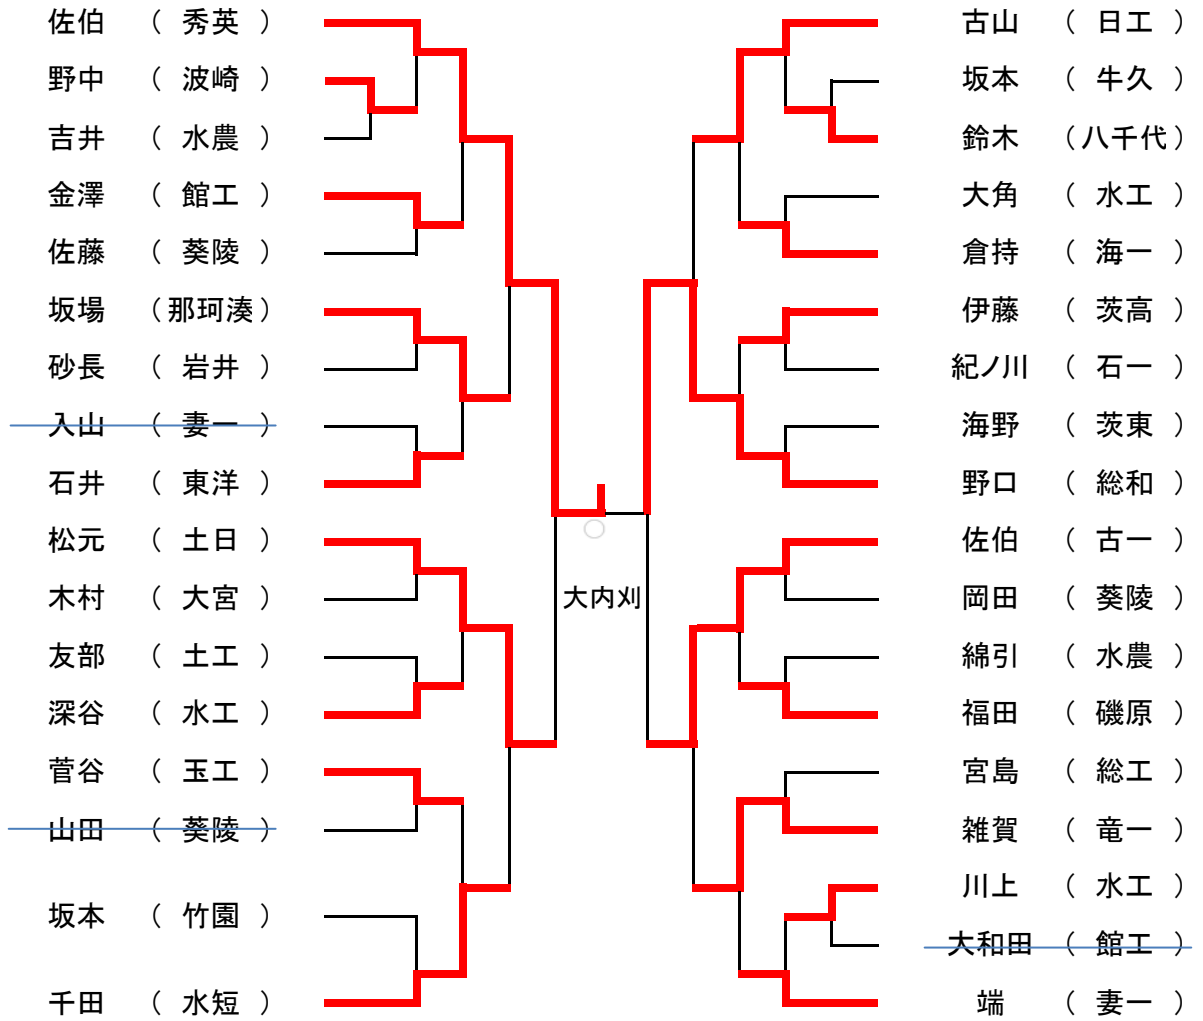 佐伯 （ 秀英 ）
野中 （ 波崎 ）
吉井 （ 水農 ）
金澤 （ 館工 ）
佐藤 （ 葵陵 ）
坂場 （那珂湊）
砂長 （ 岩井 ）
入山 （ 妻一 ）
石井 （ 東洋 ）
松元 （ 土日 ）
木村 （ 大宮 ）
友部 （ 土工 ）
深谷 （ 水工 ）
菅谷 （ 玉工 ）
山田 （ 葵陵 ）
坂本 （ 竹園 ）
千田 （ 水短 ）
大内刈
古山 （ 日工 ）
坂本 （ 牛久 ）
鈴木 （八千代）
大角 （ 水工 ）
倉持 （ 海一 ）
伊藤 （ 茨高 ）
紀ノ川 （ 石一 ）
海野 （ 茨東 ）
野口 （ 総和 ）
佐伯 （ 古一 ）
岡田 （ 葵陵 ）
綿引 （ 水農 ）
福田 （ 磯原 ）
宮島 （ 総工 ）
雑賀 （ 竜一 ）
川上 （ 水工 ）
大和田 （ 館工 ）
端 （ 妻一 ）